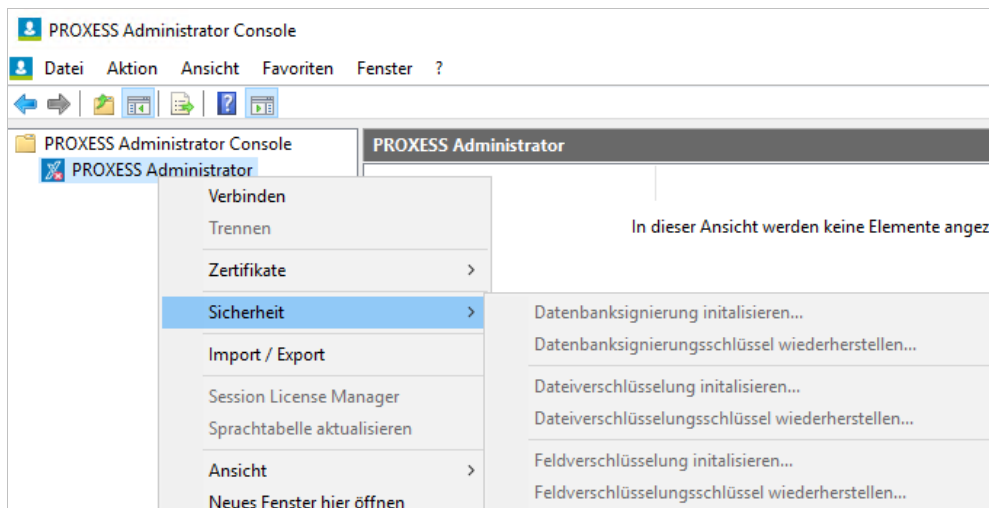 PROXESS Administrator Console
Datei Aktion Ansicht Favoriten Fenster ?
PROXESS Administrator Console
PROXESS Administrator
PROXESS Administrator
In dieser Ansicht werden keine Elemente angez
Verbinden
Trennen
Zertifikate
Sicherheit
Import / Export
Session License Manager
Sprachtabelle aktualisieren
Ansicht
Neues Fenster hier öffnen
Datenbanksignierung initalisieren...
Datenbanksignierungsschlüssel wiederherstellen...
Dateiverschlüsselung initalisieren...
Dateiverschlüsselungsschlüssel wiederherstellen...
Feldverschlüsselung initalisieren...
Feldverschlüsselungsschlüssel wiederherstellen...